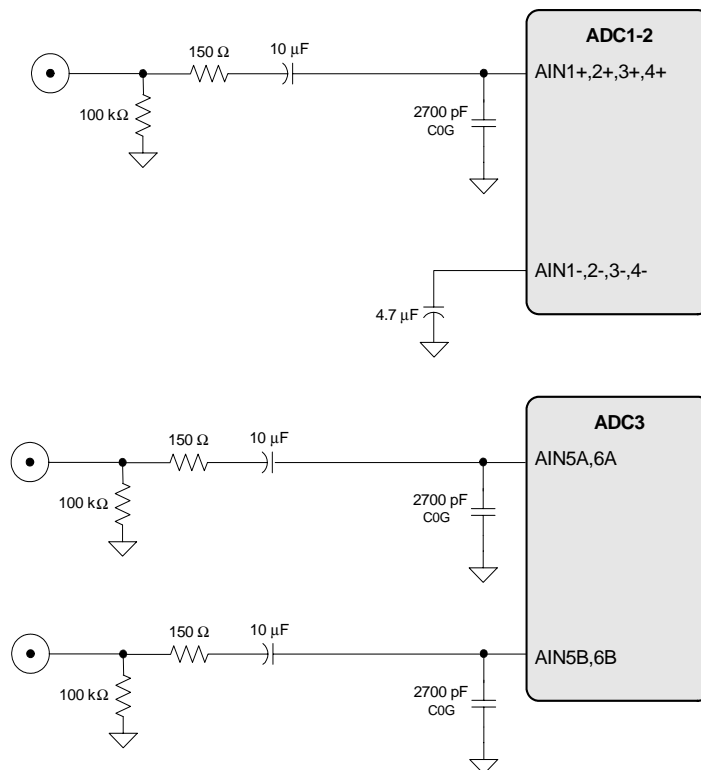 ADC1-2
150 Ω
10 µF
AIN1+,2+,3+,4+
100 kΩ
2700 pF
C0G
AIN1-,2-,3-,4-
4.7 µF
ADC3
150 Ω
10 µF
AIN5A,6A
100 kΩ
2700 pF
C0G
150 Ω
10 µF
AIN5B,6B
100 kΩ
2700 pF
C0G